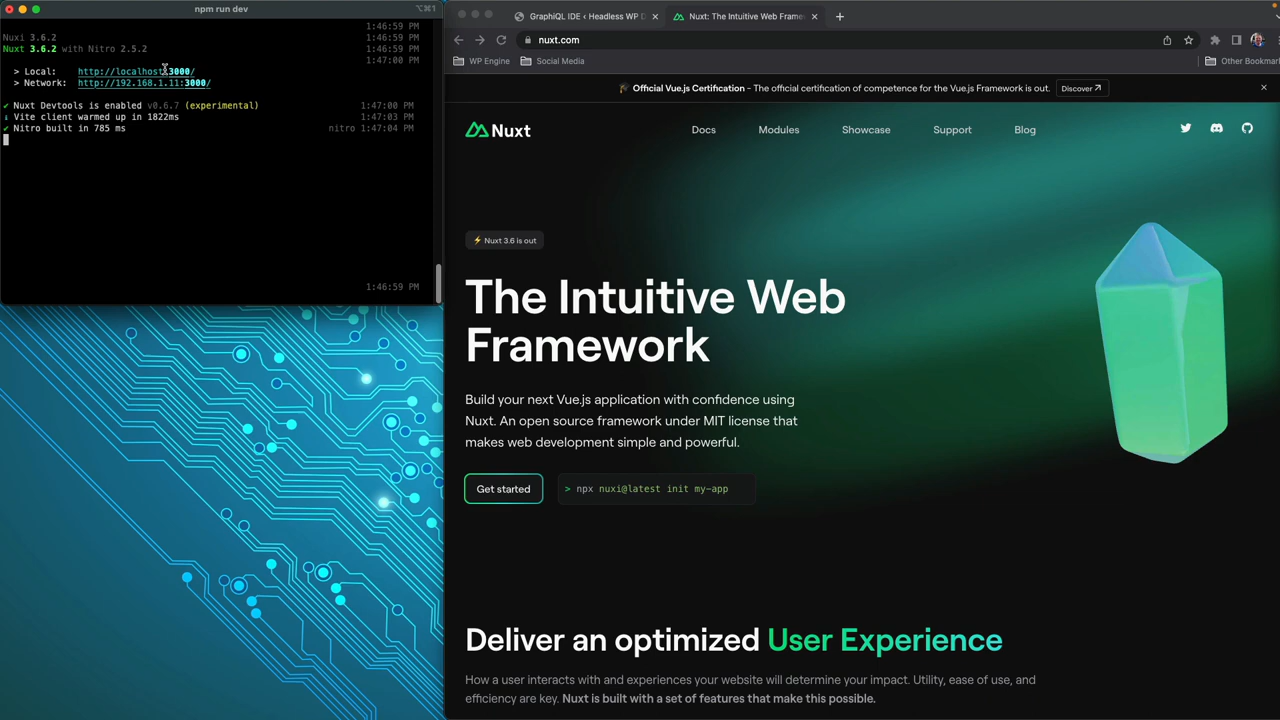 npm run dev
⌥⌘1
1:46:59 PM
Nuxi 3.6.2 1:46:59 PM
Nuxt 3.6.2 with Nitro 2.5.2 1:46:59 PM
1:47:00 PM
> Local: http://localhost:3000/
> Network: http://192.168.1.11:3000/
✔ Nuxt Devtools is enabled v0.6.7 (experimental) 1:47:00 PM
ℹ Vite client warmed up in 1822ms 1:47:03 PM
✔ Nitro built in 785 ms nitro 1:47:04 PM
1:46:59 PM
GraphiQL IDE ‹ Headless WP D
Nuxt: The Intuitive Web Frame
nuxt.com
WP Engine
Social Media
Other Bookmar
🎓 Official Vue.js Certification - The official certification of competence for the Vue.js Framework is out.
Discover
Nuxt
Docs
Modules
Showcase
Support
Blog
⚡ Nuxt 3.6 is out
The Intuitive Web
Framework
Build your next Vue.js application with confidence using
Nuxt. An open source framework under MIT license that
makes web development simple and powerful.
Get started
> npx nuxi@latest init my-app
Deliver an optimized User Experience
How a user interacts with and experiences your website will determine your impact. Utility, ease of use, and
efficiency are key. Nuxt is built with a set of features that make this possible.